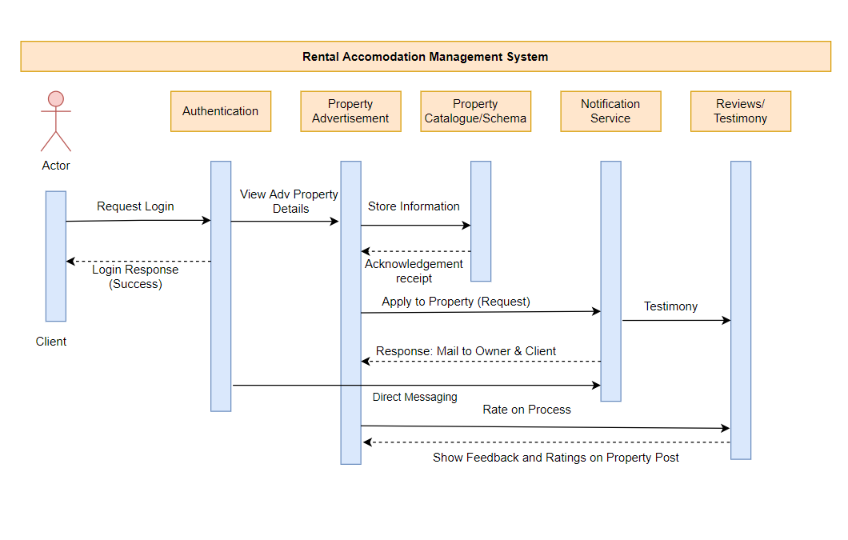 Rental Accomodation Management System
Authentication
Property
Advertisement
Property
Catalogue/Schema
Notification
Service
Reviews/
Testimony
Actor
View Adv Property
Details
Request Login
Store Information
Login Response
(Success)
Acknowledgement
receipt
Apply to Property (Request)
Testimony
Client
Response: Mail to Owner & Client
Direct Messaging
Rate on Process
Show Feedback and Ratings on Property Post